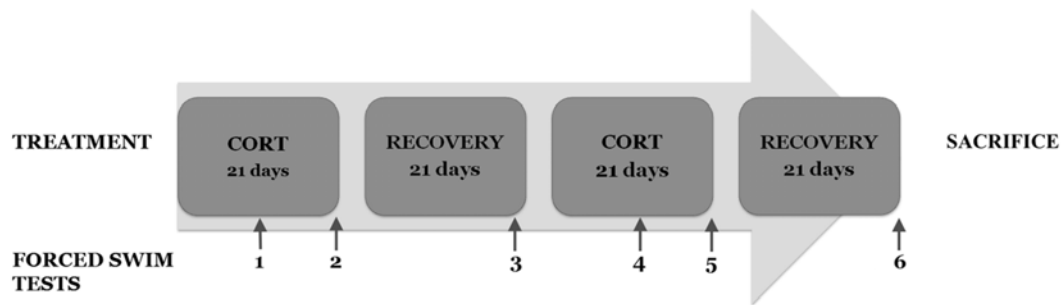 TREATMENT
CORT
21 days
RECOVERY
21 days
CORT
21 days
RECOVERY
21 days
SACRIFICE
FORCED SWIM
TESTS
1
2
3
4
5
6